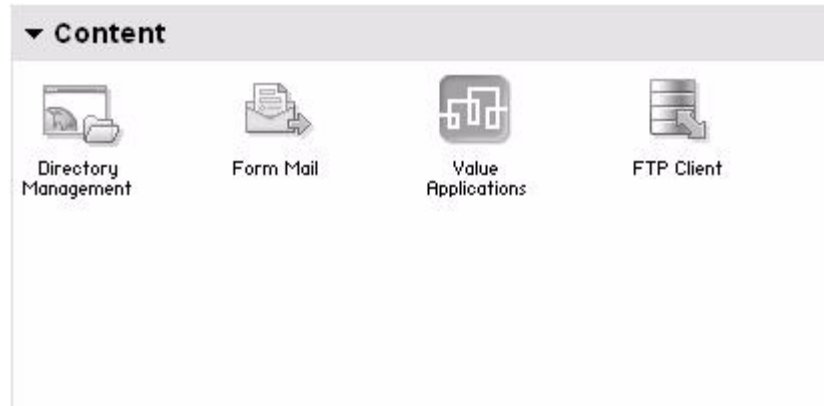 Content
Directory
Management
Form Mail
Value
Applications
FTP Client